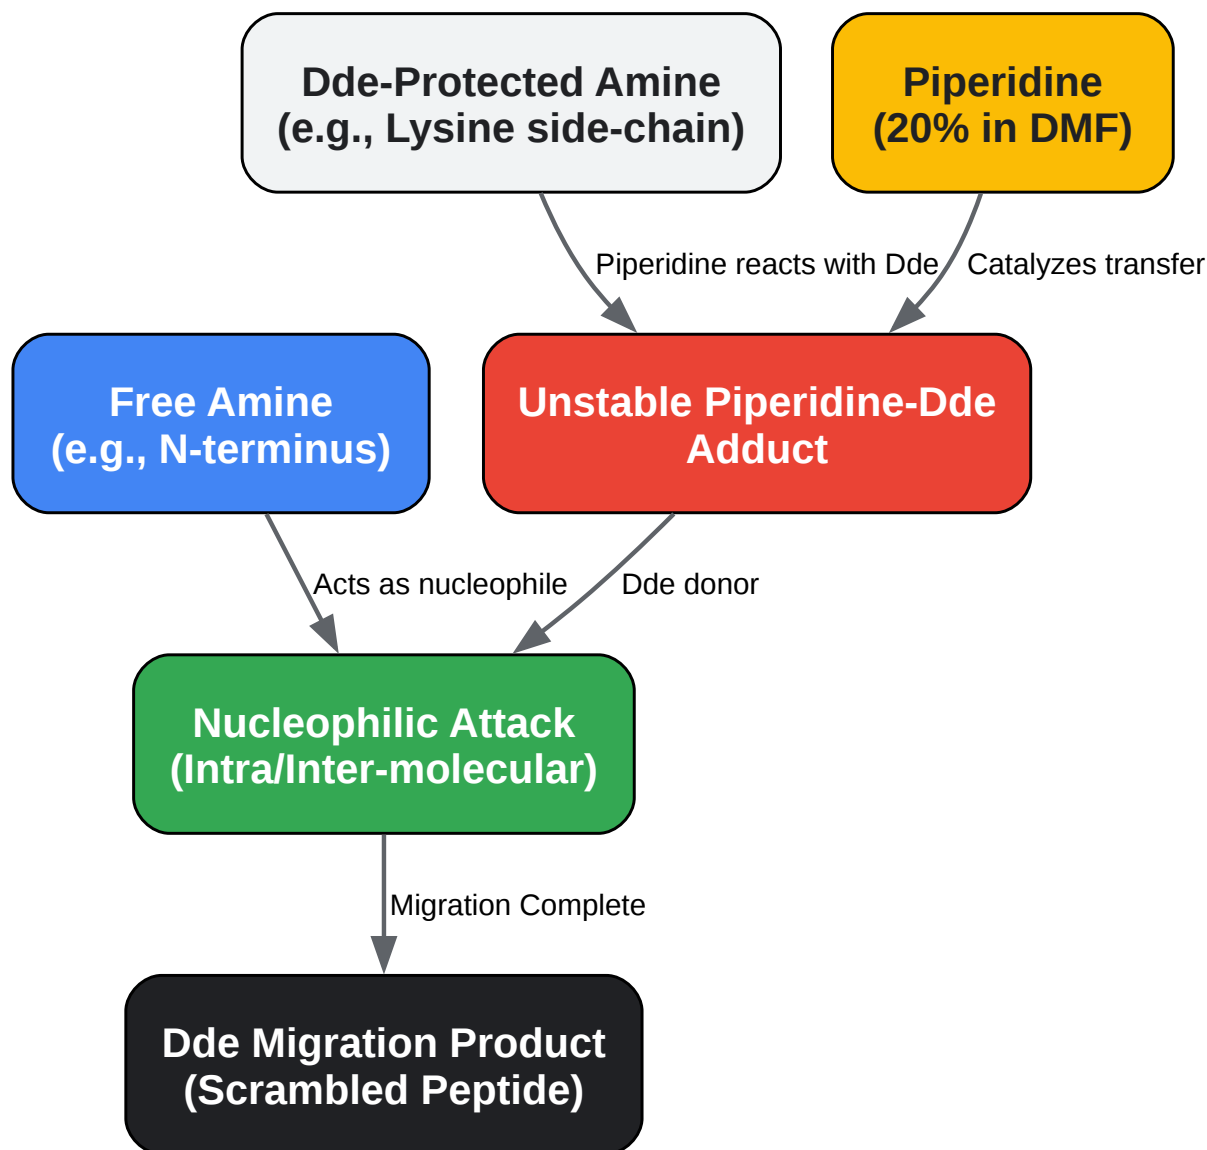 Dde-Protected Amine
(e.g., Lysine side-chain)
Piperidine
(20% in DMF)
Piperidine reacts with Dde
Catalyzes transfer
Free Amine
(e.g., N-terminus)
Unstable Piperidine-Dde
Adduct
Acts as nucleophile
Dde donor
Nucleophilic Attack
(Intra/Inter-molecular)
Migration Complete
Dde Migration Product
(Scrambled Peptide)